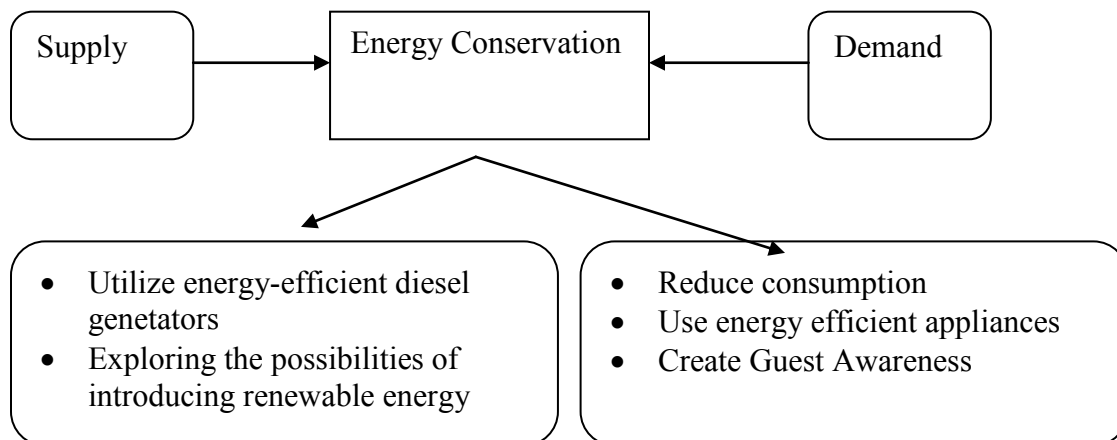 Supply
Energy Conservation
Demand
• Utilize energy-efficient diesel
genetators
• Exploring the possibilities of
introducing renewable energy
• Reduce consumption
• Use energy efficient appliances
• Create Guest Awareness